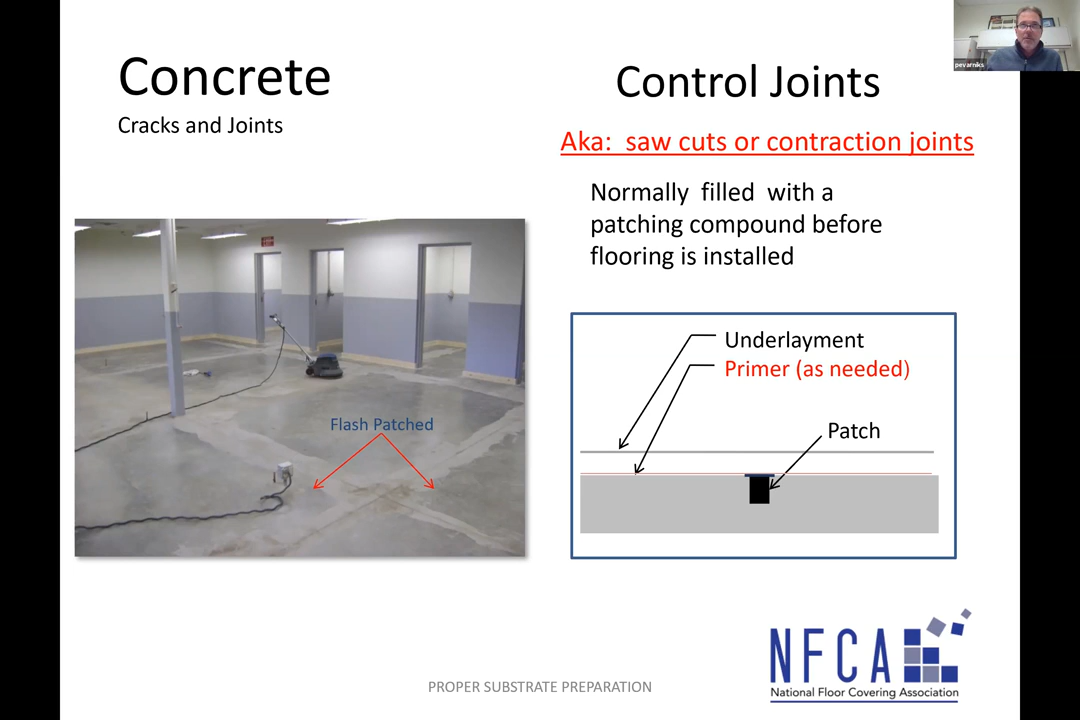 Concrete
Cracks and Joints
Control Joints
Aka:  saw cuts or contraction joints
Normally  filled  with a
patching compound before
flooring is installed
pevarniks
Flash Patched
Underlayment
Primer (as needed)
Patch
PROPER SUBSTRATE PREPARATION
NFCA
National Floor Covering Association